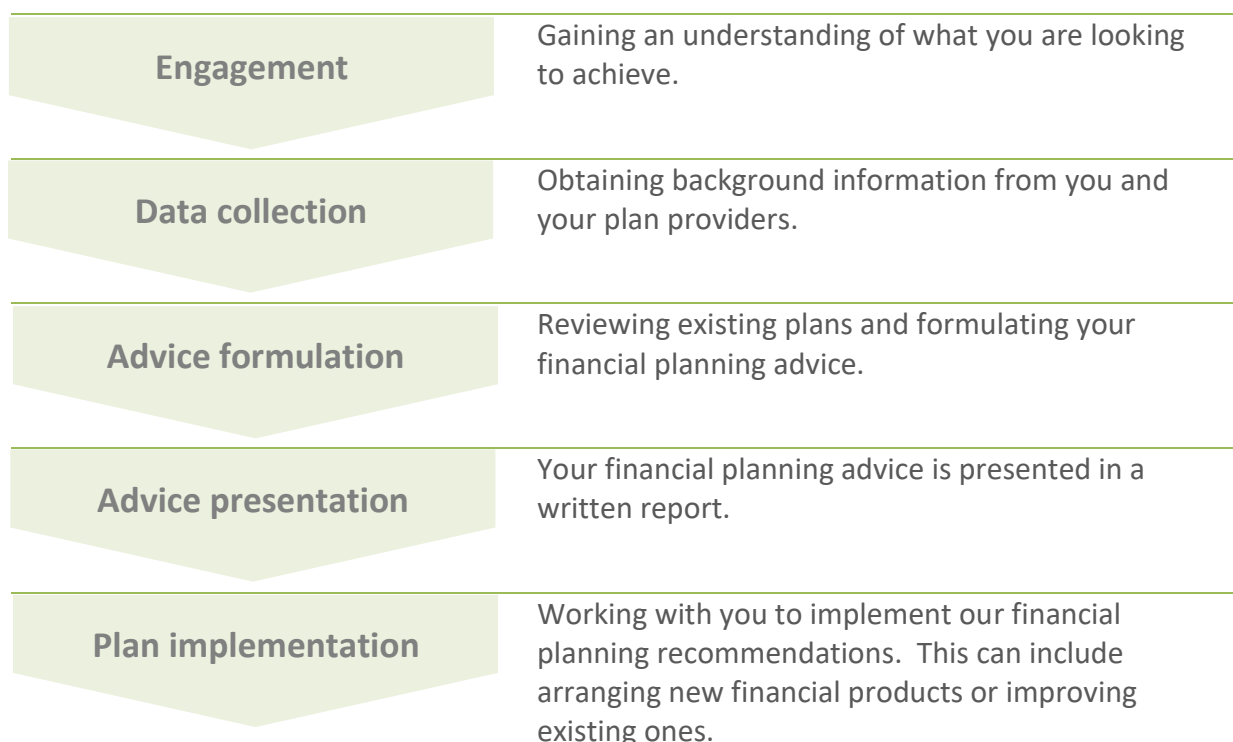 Engagement
Gaining an understanding of what you are looking
to achieve.
Data collection
Obtaining background information from you and
your plan providers.
Advice formulation
Reviewing existing plans and formulating your
financial planning advice.
Advice presentation
Your financial planning advice is presented in a
written report.
Plan implementation
Working with you to implement our financial
planning recommendations.  This can include
arranging new financial products or improving
existing ones.